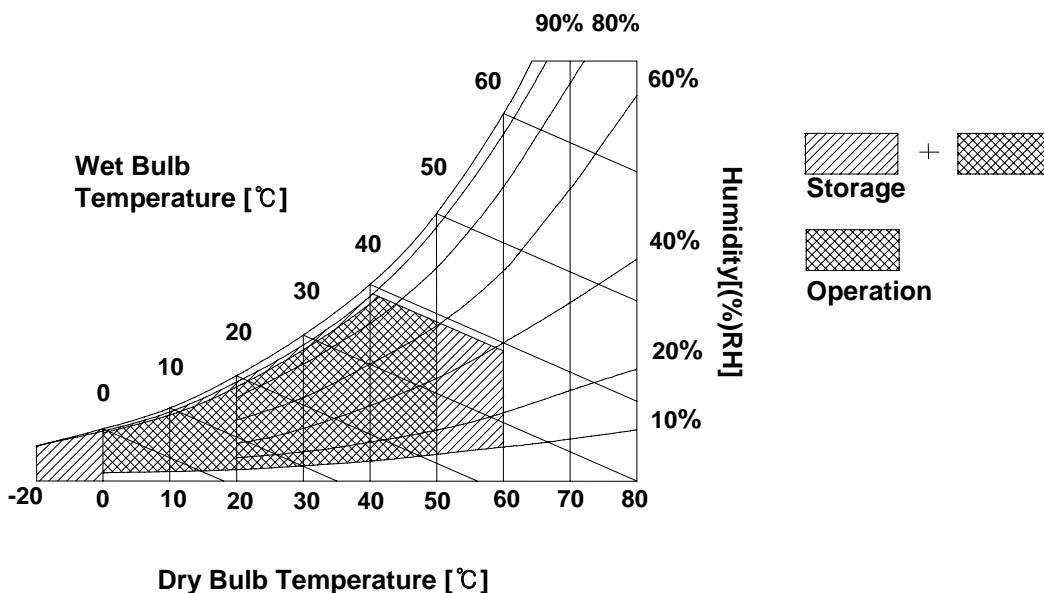 90% 80%
60
60%
Wet Bulb
Temperature [℃]
50
+
Storage
40
40%
Humidity[(%)RH]
30
Operation
20
20%
10
0
10%
-20 0 10 20 30 40 50 60 70 80
Dry Bulb Temperature [℃]